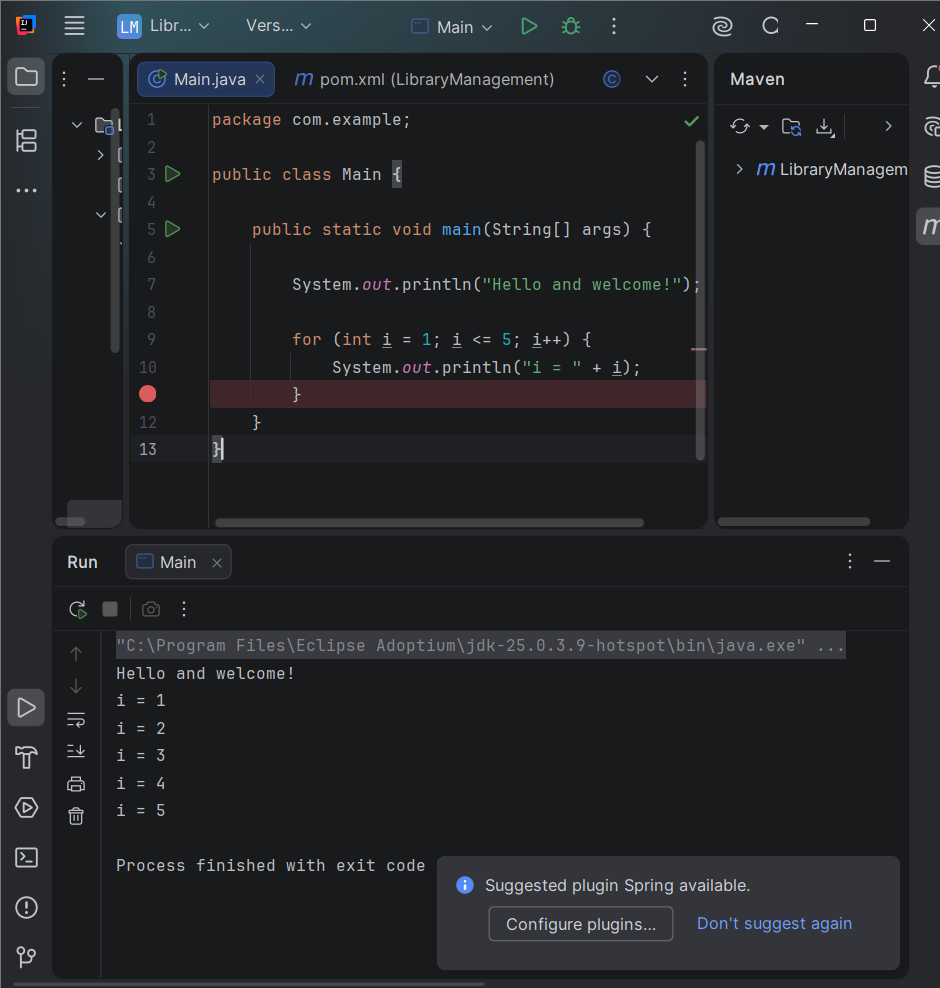 LM Libr... Vers... Main
Main.java pom.xml (LibraryManagement)
Maven
1 package com.example;
2
3 public class Main {
4
5 public static void main(String[] args) {
6
7 System.out.println("Hello and welcome!");
8
9 for (int i = 1; i <= 5; i++) {
10 System.out.println("i = " + i);
}
12 }
13 }
LibraryManagem
Run Main
"C:\Program Files\Eclipse Adoptium\jdk-25.0.3.9-hotspot\bin\java.exe" ...
Hello and welcome!
i = 1
i = 2
i = 3
i = 4
i = 5
Process finished with exit code
Suggested plugin Spring available.
Configure plugins... Don't suggest again